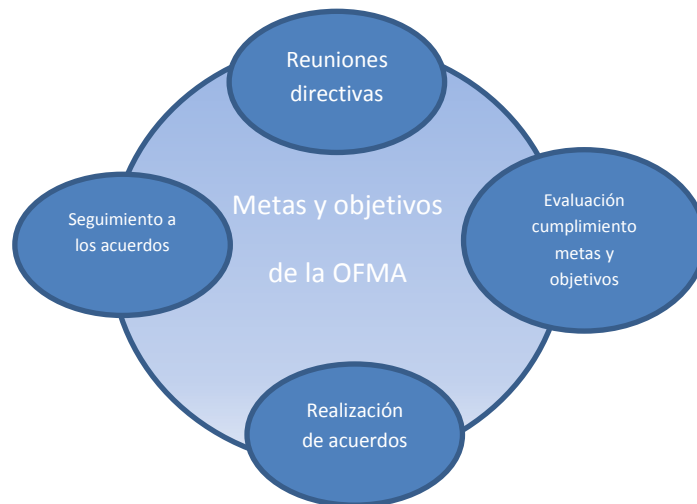 Reuniones
directivas
Metas y objetivos
de la OFMA
Seguimiento a
los acuerdos
Evaluación
cumplimiento
metas y
objetivos
Realización
de acuerdos